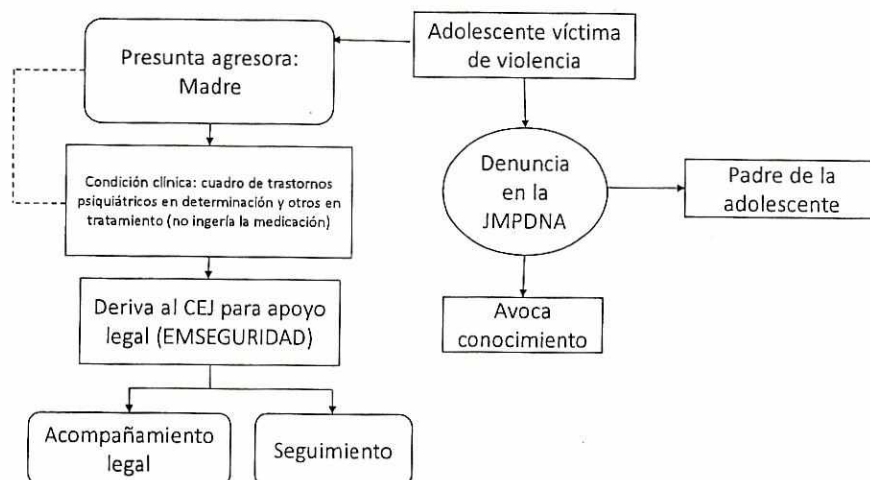 Adolescente víctima
de violencia
Presunta agresora:
Madre
Condición clínica: cuadro de trastornos
psiquiátricos en determinación y otros en
tratamiento (no ingería la medicación)
Denuncia
en la
JMPDNA
Padre de la
adolescente
Deriva al CEJ para apoyo
legal (EMSEGURIDAD)
Avoca
conocimiento
Acompañamiento
legal
Seguimiento